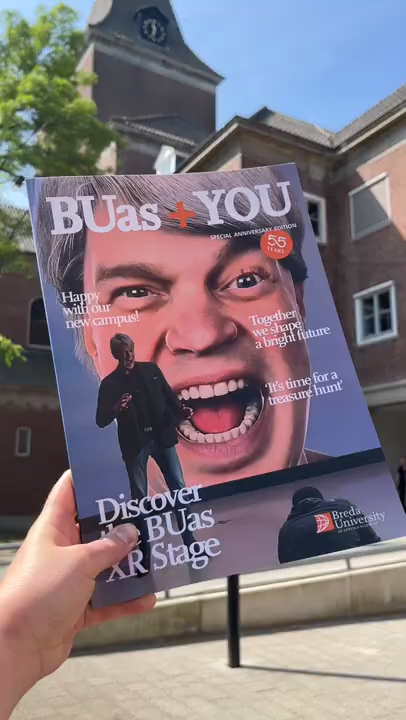 BUas + YOU
SPECIAL ANNIVERSARY EDITION
55
YEARS
Happy
with our
new campus!
Together
we shape
a bright future
'It's time for a
treasure hunt'
Discover
the BUas
XR Stage
Breda
University